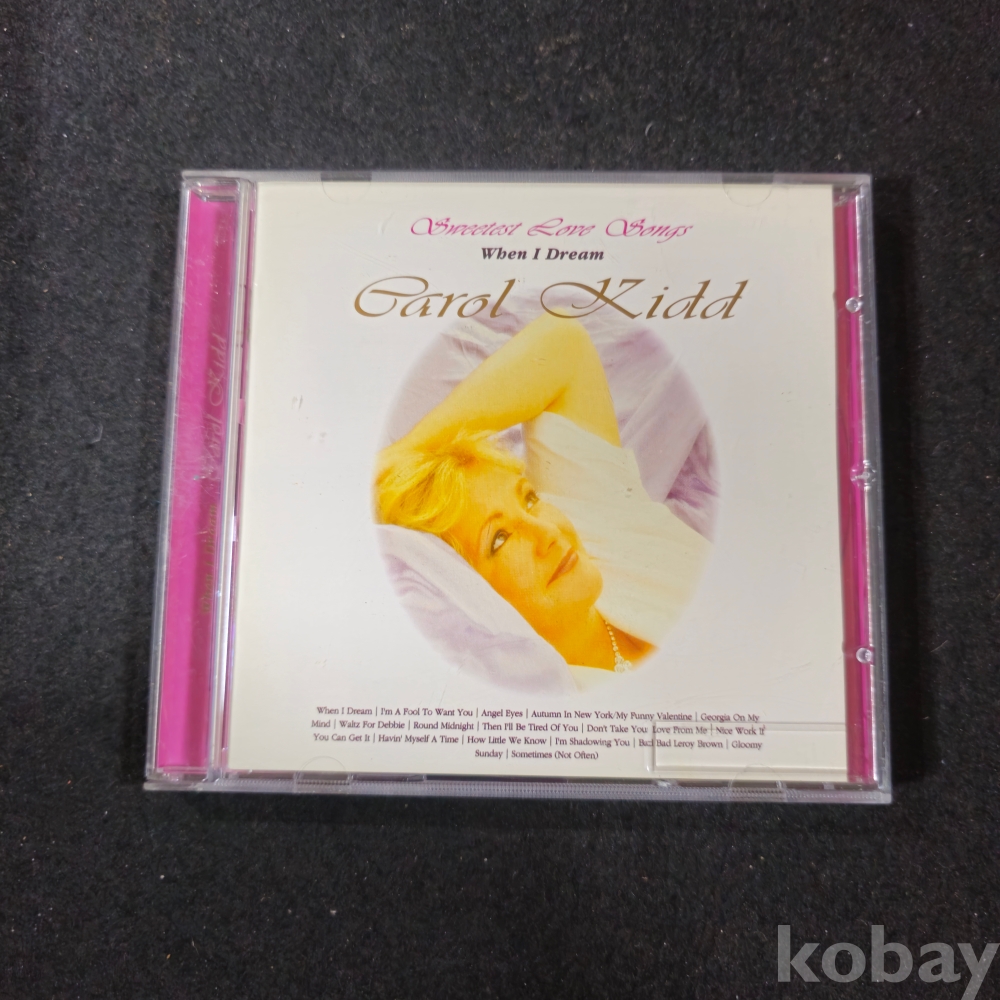 Sweetest Love Songs
When I Dream
Carol Kidd
When I Dream | I'm A Fool To Want You | Angel Eyes | Autumn In New York/My Funny Valentine | Georgia On My
Mind | Waltz For Debbie | Round Midnight | Then I'll Be Tired Of You | Don't Take You Love From Me | Nice Work If
You Can Get It | Havin' Myself A Time | How Little We Know | I'm Shadowing You | Bad Bad Leroy Brown | Gloomy
Sunday | Sometimes (Not Often)
kobay